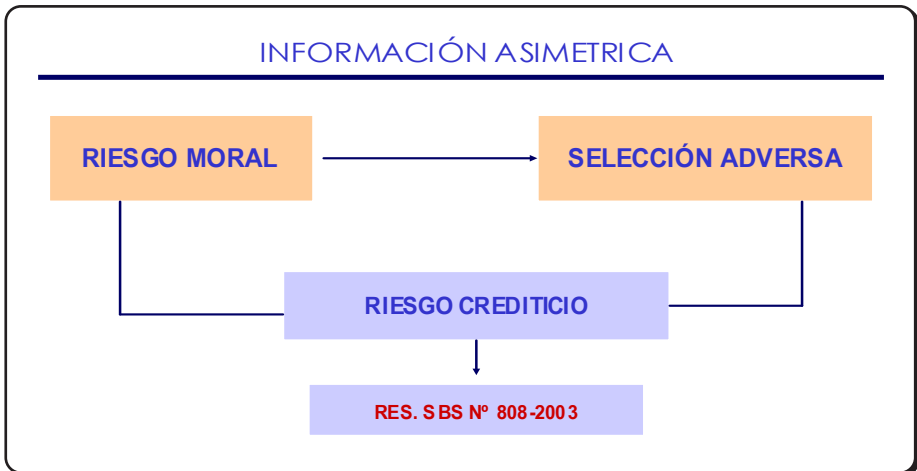 INFORMACIÓN ASIMETRICA
RIESGO MORAL
SELECCIÓN ADVERSA
RIESGO CREDITICIO
RES. SBS Nº 808-2003